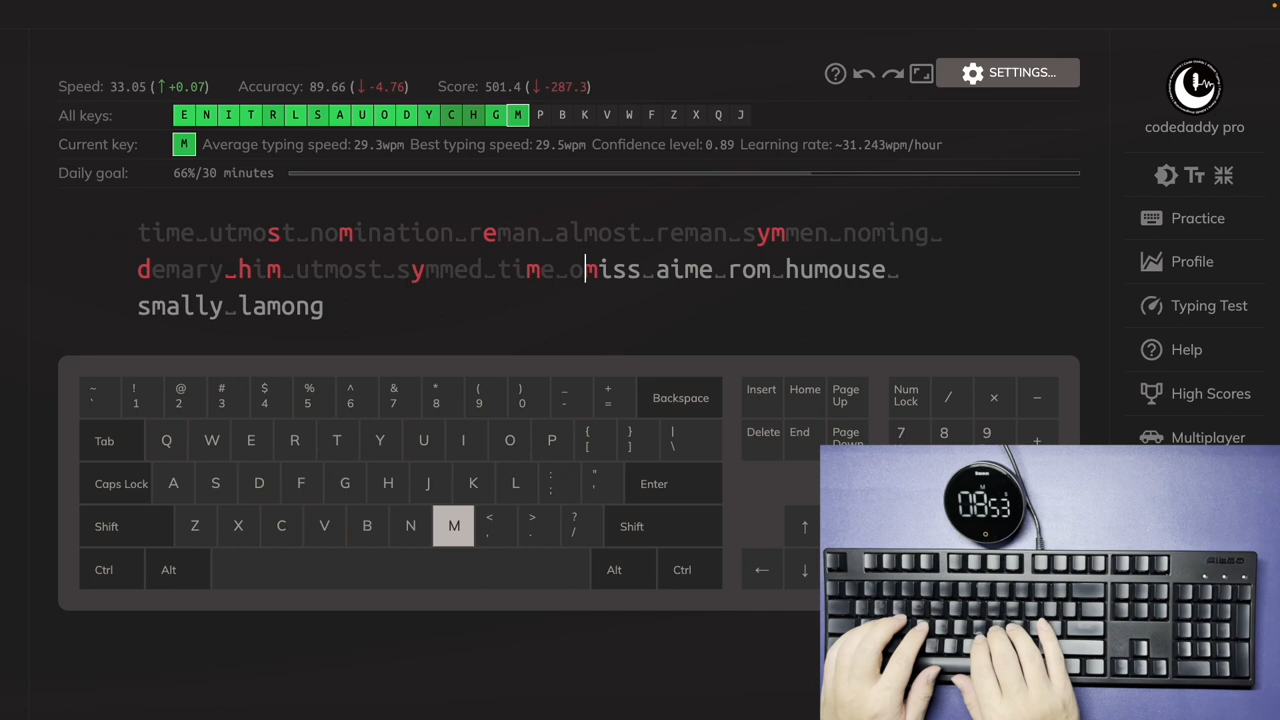 Speed: 33.05 (↑+0.07) Accuracy: 89.66 (↓-4.76) Score: 501.4 (↓-287.3)
SETTINGS...
All keys: E N I T R L S A U O D Y C H G M P B K V W F Z X Q J
Current key: M Average typing speed: 29.3wpm Best typing speed: 29.5wpm Confidence level: 0.89 Learning rate: ~31.243wpm/hour
Daily goal: 66%/30 minutes
time␣utmost␣nomination␣reman␣almost␣reman␣symmen␣noming␣
demary␣him␣utmost␣symmed␣time␣omiss␣aime␣rom␣humouse␣
smally␣lamong
~ ! @ # $ % ^ & * ( ) _ +
` 1 2 3 4 5 6 7 8 9 0 - = Backspace
Insert Home Page Up Num Lock / × −
Tab Q W E R T Y U I O P { [ } ] | \
Delete End Page Down 7 8 9 +
Caps Lock A S D F G H J K L : ; " ' Enter
Shift Z X C V B N M < , > . ? / Shift ↑
Ctrl Alt Alt Ctrl ← ↓
codedaddy pro
Practice
Profile
Typing Test
Help
High Scores
Multiplayer
M S
08 53